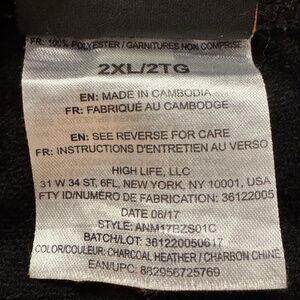 FR: 100% POLYESTER / GARNITURES NON COMPRISE
2XL/2TG
EN: MADE IN CAMBODIA
FR: FABRIQUÉ AU CAMBODGE
EN: SEE REVERSE FOR CARE
FR: INSTRUCTIONS D'ENTRETIEN AU VERSO
HIGH LIFE, LLC
31 W 34 ST, 6FL, NEW YORK, NY 10001, USA
FTY ID/NUMÉRO DE FABRICATION: 36122005
DATE 06/17
STYLE: ANM17BZS01C
BATCH/LOT: 361220050617
COLOR/COULEUR: CHARCOAL HEATHER / CHARBON CHINÉ
EAN/UPC: 882956725769